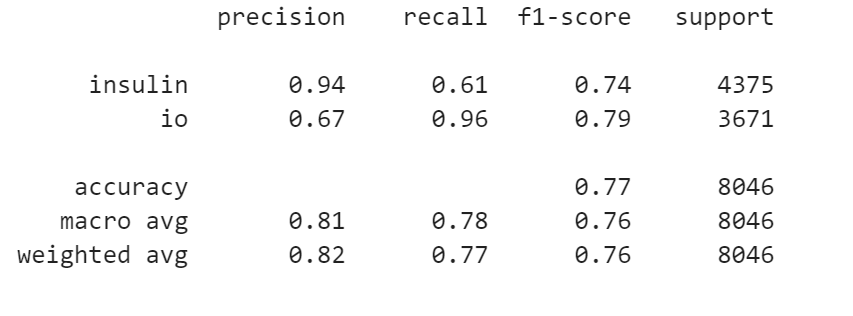 precision recall f1-score support
insulin 0.94 0.61 0.74 4375
io 0.67 0.96 0.79 3671
accuracy 0.77 8046
macro avg 0.81 0.78 0.76 8046
weighted avg 0.82 0.77 0.76 8046